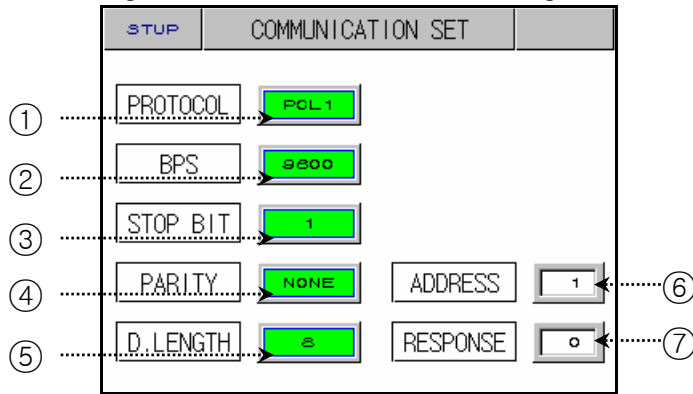 STUP COMMUNICATION SET
① PROTOCOL PCL1
② BPS 9600
③ STOP BIT 1
④ PARITY NONE ADDRESS 1 ⑥
⑤ D.LENGTH 8 RESPONSE 0 ⑦